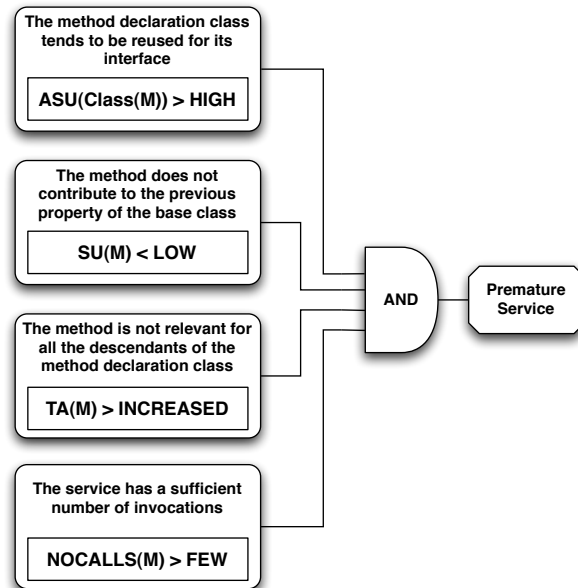 The method declaration class
tends to be reused for its
interface
ASU(Class(M)) > HIGH
The method does not
contribute to the previous
property of the base class
SU(M) < LOW
The method is not relevant for
all the descendants of the
method declaration class
TA(M) > INCREASED
The service has a sufficient
number of invocations
NOCALLS(M) > FEW
AND
Premature
Service